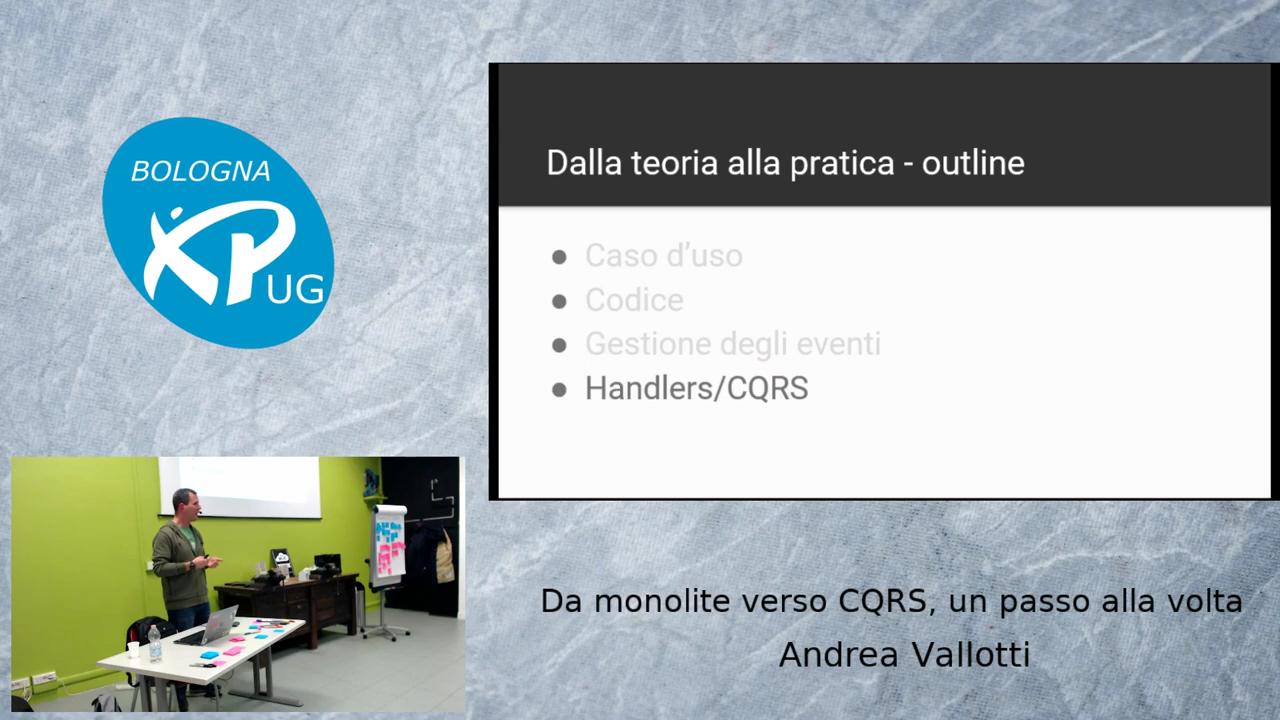 BOLOGNA
XP
UG
Dalla teoria alla pratica - outline
Caso d'uso
Codice
Gestione degli eventi
Handlers/CQRS
Da monolite verso CQRS, un passo alla volta
Andrea Vallotti